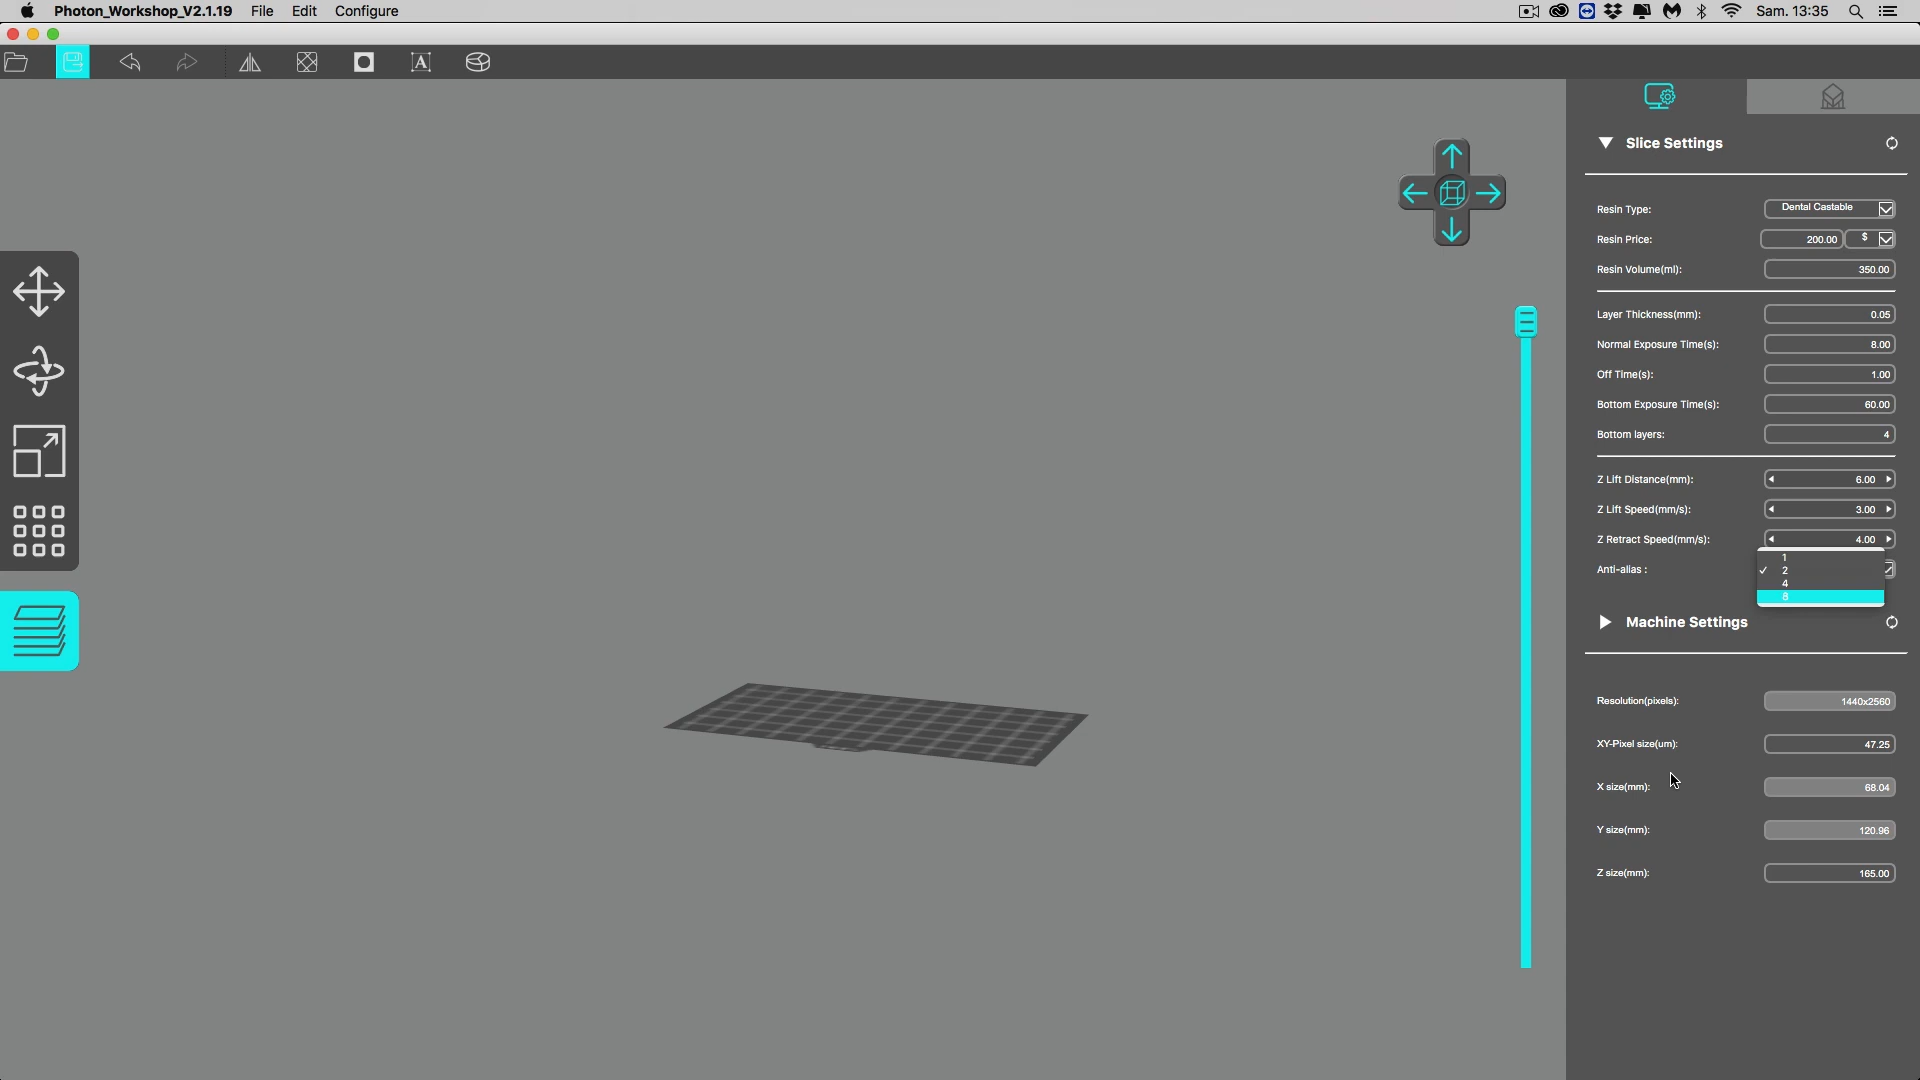 Photon_Workshop_V2.1.19 File Edit Configure Sam. 13:35
A
Slice Settings
Resin Type: Dental Castable
Resin Price: 200.00 $
Resin Volume(ml): 350.00
Layer Thickness(mm): 0.05
Normal Exposure Time(s): 8.00
Off Time(s): 1.00
Bottom Exposure Time(s): 60.00
Bottom layers: 4
Z Lift Distance(mm): 6.00
Z Lift Speed(mm/s): 3.00
Z Retract Speed(mm/s): 4.00
Anti-alias :
1
2
4
8
Machine Settings
Resolution(pixels): 1440x2560
XY-Pixel size(um): 47.25
X size(mm): 68.04
Y size(mm): 120.96
Z size(mm): 165.00